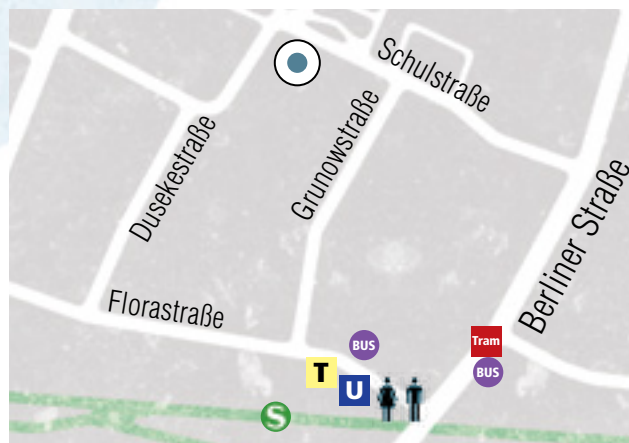 Schulstraße
Dusekestraße
Grunowstraße
Berliner Straße
Florastraße
BUS
Tram
T
BUS
U
S